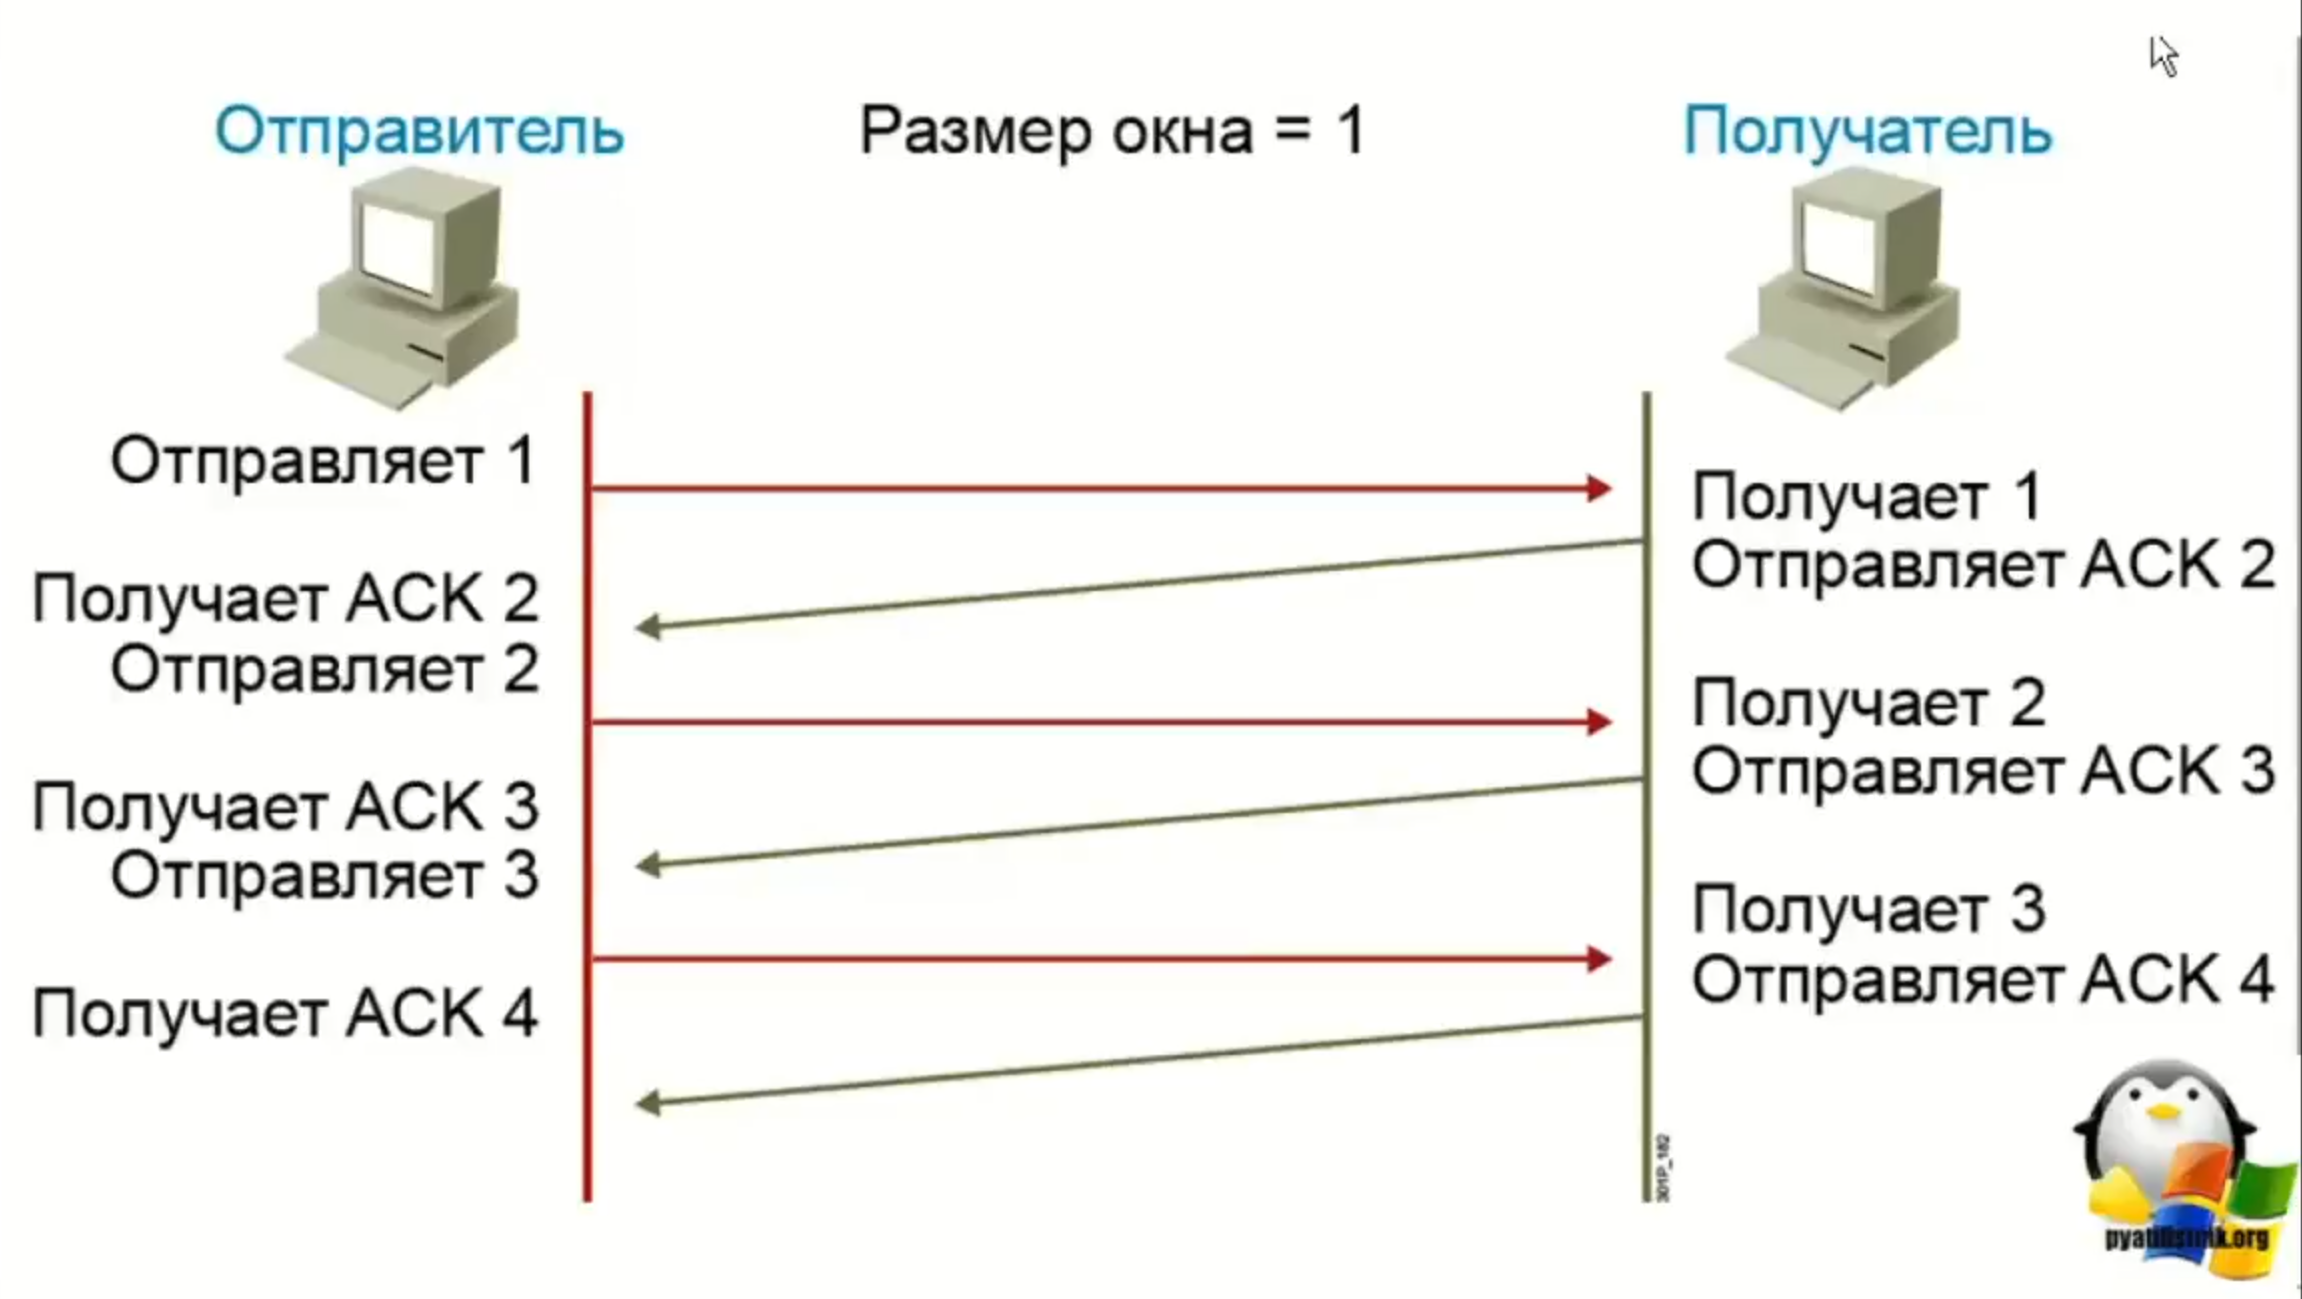 Отправитель
Размер окна = 1
Получатель
Отправляет 1
Получает 1
Отправляет ACK 2
Получает ACK 2
Отправляет 2
Получает 2
Отправляет ACK 3
Получает ACK 3
Отправляет 3
Получает 3
Отправляет ACK 4
Получает ACK 4
301P_182
pyatilistnik.org